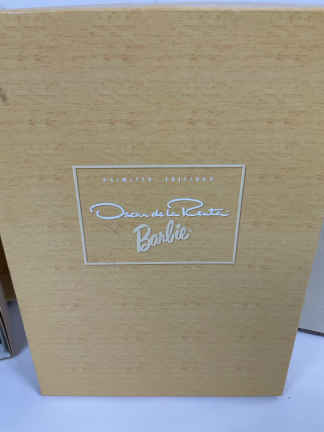 LIMITED EDITION
Oscar de la Renta
Barbie